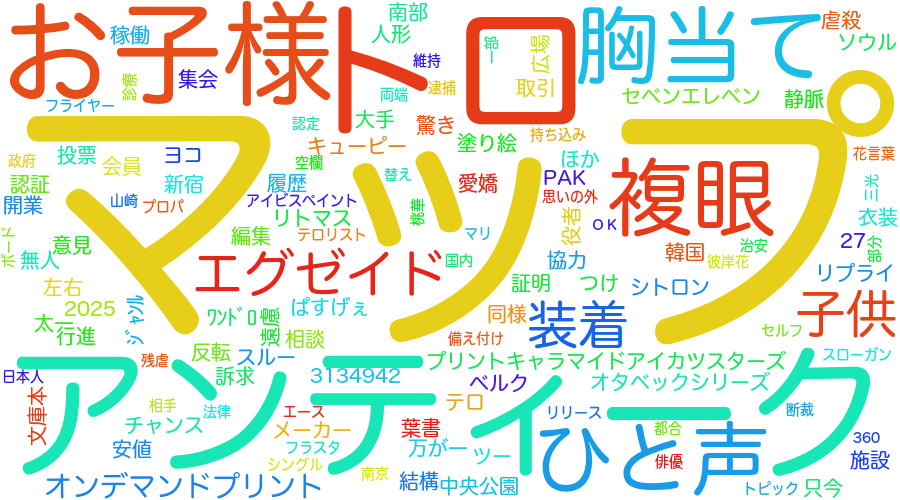 お子様
トロ
胸当て
虐殺
ソウル
稼働
南部
人形
維持
一部
広場
取引
診療
集会
フライヤー
両端
逮捕
セベンエレベン
静脈
マップ
認定
大手
驚き
塗り絵
持ち込み
キューピー
政府
投票
会員
ヨコ
空欄
ほか
複眼
花言葉
認証
新宿
履歴
替え
愛嬌
PAK
思いの外
三光
開業
山崎
プロパ
アイビスペイント
桃華
リトマス
役者
OK
衣装
ボード
無人
意見
編集
テロリスト
マリ
韓国
治安
27
部分
エグゼイド
国内
協力
彼岸花
リプライ
左右
証明
つけ
シトロン
2025
ジャンル
ワンドロ
遠慮
ぱすげぇ
同様
装着
子供
太一
行進
相談
備え付け
セルフ
反転
スルー
アンティーク
残虐
プリントキャラマイドアイカツスターズ
スローガン
日本人
訴求
3134942
ベルク
オタベックシリーズ
文庫本
相手
法律
エース
テロ
リリース
断裁
チャンス
メーカー
葉書
ひと声
都合
360
安値
フラスタ
万が一
ツー
俳優
施設
シングル
南京
オンデマンドプリント
結構
中央公園
トピック
只今